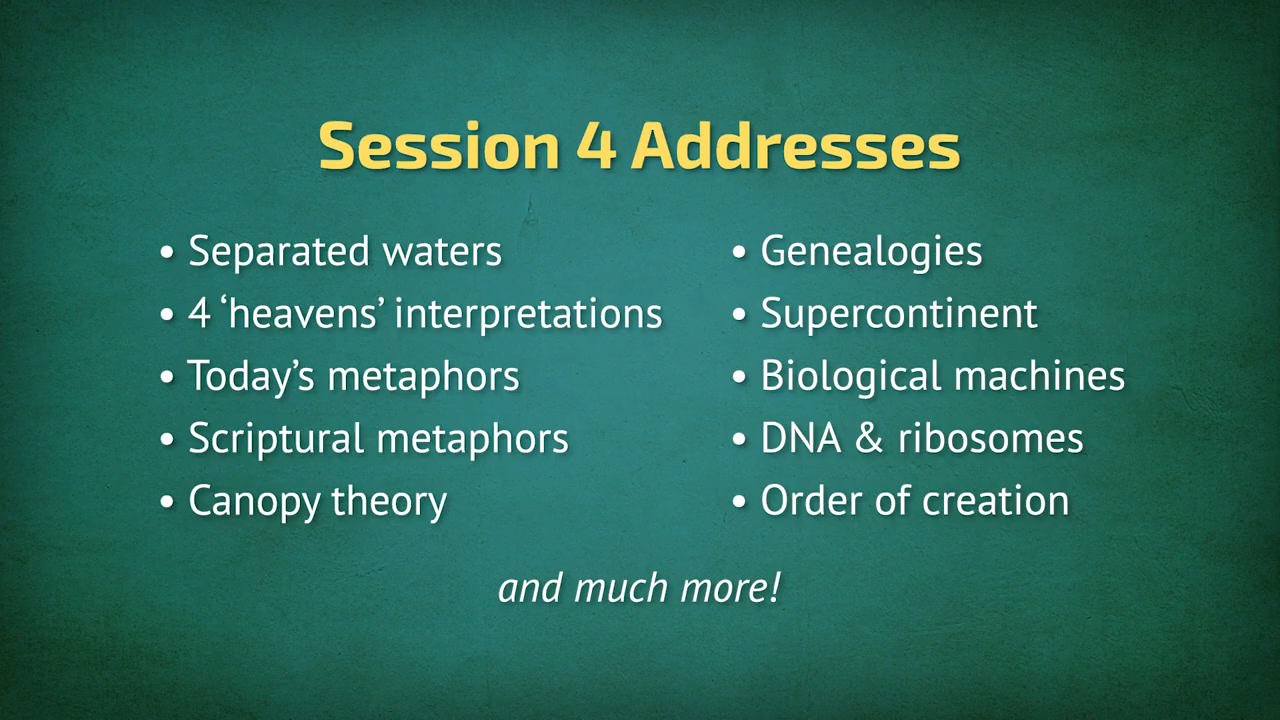 Session 4 Addresses
• Separated waters
• 4 ‘heavens’ interpretations
• Today’s metaphors
• Scriptural metaphors
• Canopy theory
• Genealogies
• Supercontinent
• Biological machines
• DNA & ribosomes
• Order of creation
and much more!